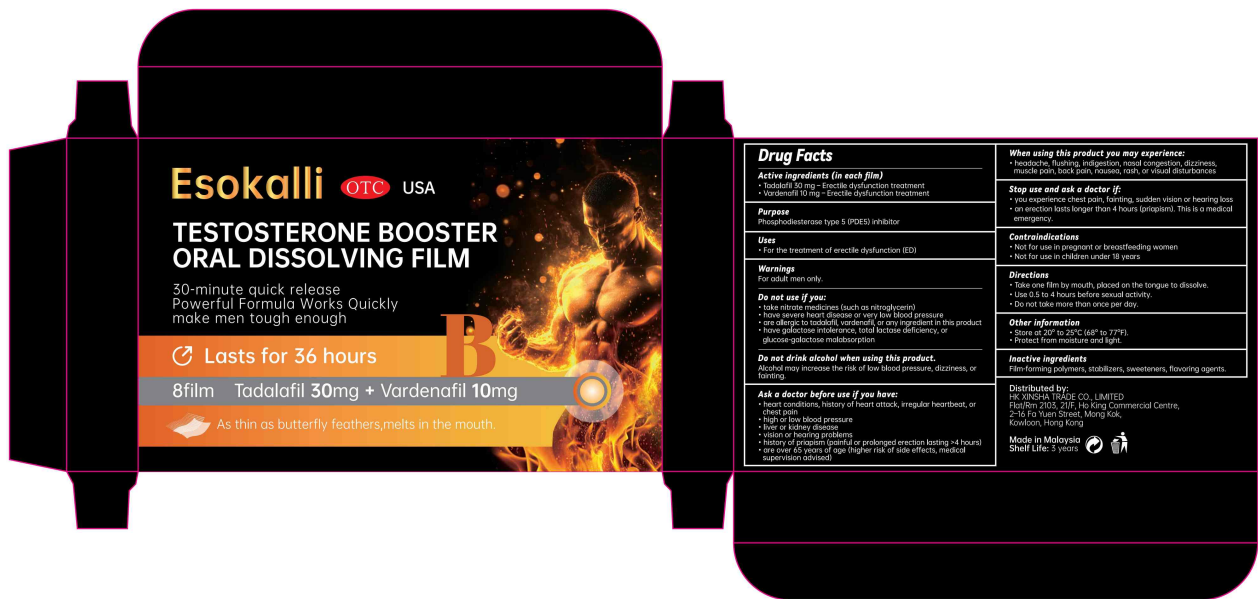 Esokalli OTC USA
TESTOSTERONE BOOSTER
ORAL DISSOLVING FILM
30-minute quick release
Powerful Formula Works Quickly
make men tough enough
B
Lasts for 36 hours
8film Tadalafil 30mg + Vardenafil 10mg
As thin as butterfly feathers,melts in the mouth.
Drug Facts
Active ingredients (in each film)
• Tadalafil 30 mg – Erectile dysfunction treatment
• Vardenafil 10 mg – Erectile dysfunction treatment
Purpose
Phosphodiesterase type 5 (PDE5) inhibitor
Uses
• For the treatment of erectile dysfunction (ED)
Warnings
For adult men only.
Do not use if you:
• take nitrate medicines (such as nitroglycerin)
• have severe heart disease or very low blood pressure
• are allergic to tadalafil, vardenafil, or any ingredient in this product
• have galactose intolerance, total lactase deficiency, or
glucose-galactose malabsorption
Do not drink alcohol when using this product.
Alcohol may increase the risk of low blood pressure, dizziness, or
fainting.
Ask a doctor before use if you have:
• heart conditions, history of heart attack, irregular heartbeat, or
chest pain
• high or low blood pressure
• liver or kidney disease
• vision or hearing problems
• history of priapism (painful or prolonged erection lasting >4 hours)
• are over 65 years of age (higher risk of side effects, medical
supervision advised)
When using this product you may experience:
• headache, flushing, indigestion, nasal congestion, dizziness,
muscle pain, back pain, nausea, rash, or visual disturbances
Stop use and ask a doctor if:
• you experience chest pain, fainting, sudden vision or hearing loss
• an erection lasts longer than 4 hours (priapism). This is a medical
emergency.
Contraindications
• Not for use in pregnant or breastfeeding women
• Not for use in children under 18 years
Directions
• Take one film by mouth, placed on the tongue to dissolve.
• Use 0.5 to 4 hours before sexual activity.
• Do not take more than once per day.
Other information
• Store at 20° to 25°C (68° to 77°F).
• Protect from moisture and light.
Inactive ingredients
Film-forming polymers, stabilizers, sweeteners, flavoring agents.
Distributed by:
HK XINSHA TRADE CO., LIMITED
Flat/Rm 2103, 21/F, Ho King Commercial Centre,
2–16 Fa Yuen Street, Mong Kok,
Kowloon, Hong Kong
Made in Malaysia
Shelf Life: 3 years